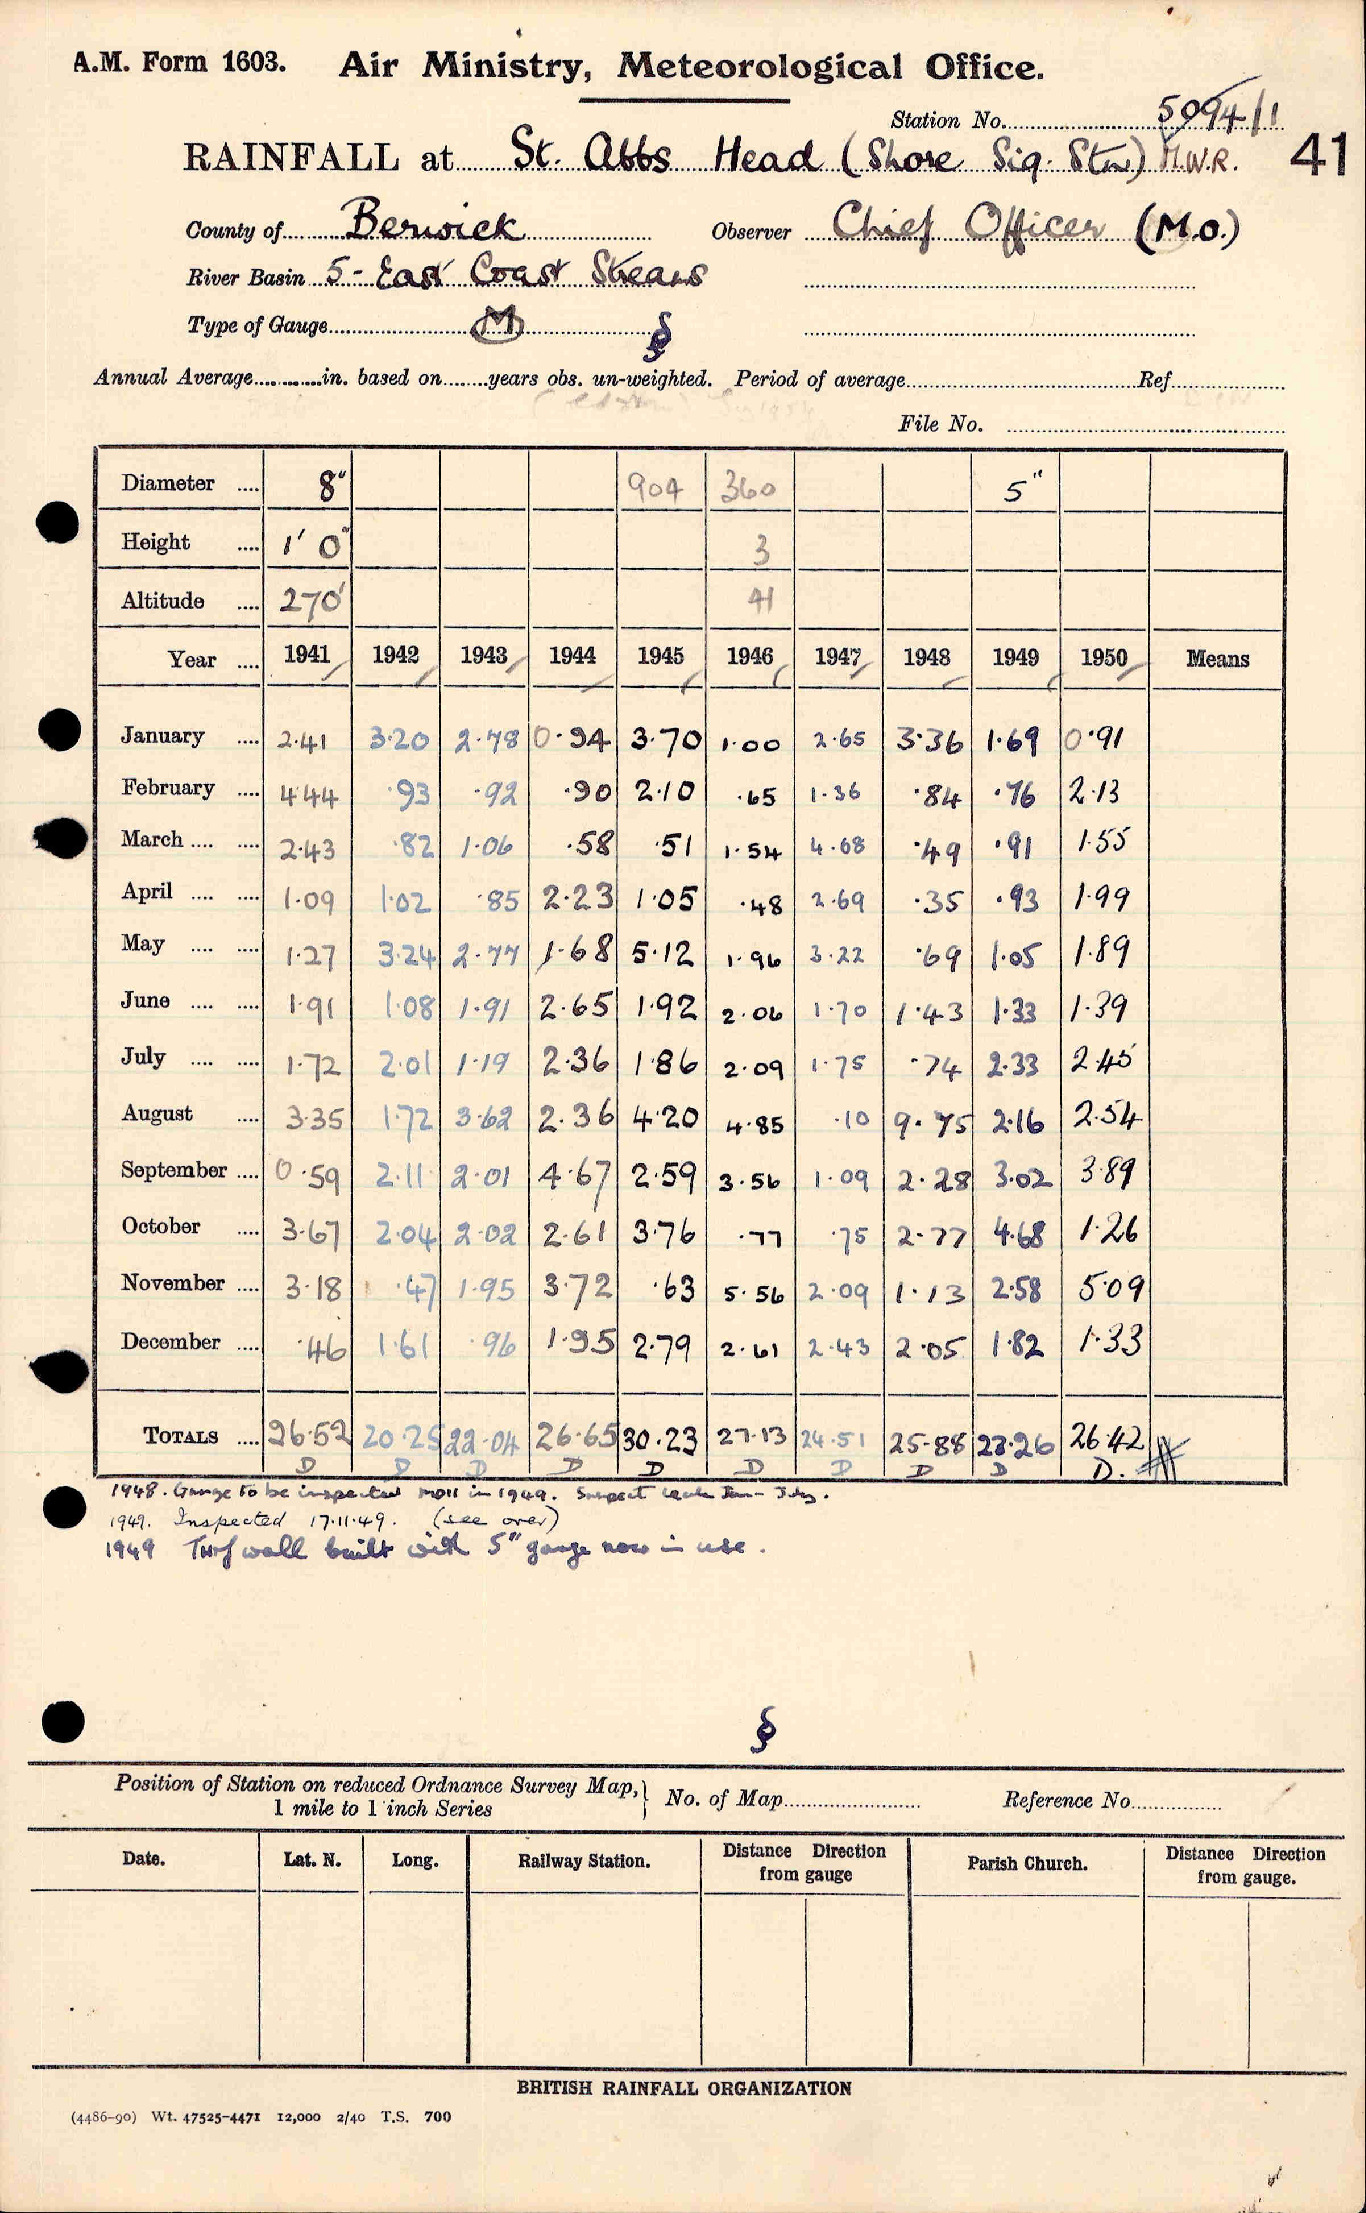 A.M. Form 1603. Air Ministry, Meteorological Office.
Station No. 5094/1
RAINFALL at St. Abbs Head (Shore Sig. Stn) M.W.R. 41
County of Berwick Observer Chief Officer (M.O.)
River Basin 5- East Coast Streams
Type of Gauge M §
Annual Average in. based on years obs. un-weighted. Period of average Ref
File No.
Diameter 8" 904 360 5"
Height 1' 0" 3
Altitude 270' 41
Year 1941 1942 1943 1944 1945 1946 1947 1948 1949 1950 Means
January 2.41 3.20 2.78 0.94 3.70 1.00 2.65 3.36 1.69 0.91
February 4.44 .93 .92 .90 2.10 .65 1.36 .84 .76 2.13
March 2.43 .82 1.06 .58 .51 1.54 4.68 .49 .91 1.55
April 1.09 1.02 .85 2.23 1.05 .48 2.69 .35 .93 1.99
May 1.27 3.24 2.77 1.68 5.12 1.96 3.22 .69 1.05 1.89
June 1.91 1.08 1.91 2.65 1.92 2.06 1.70 1.43 1.33 1.39
July 1.72 2.01 1.19 2.36 1.86 2.09 1.75 .74 2.33 2.45
August 3.35 1.72 3.62 2.36 4.20 4.85 .10 9.75 2.16 2.54
September 0.59 2.11 2.01 4.67 2.59 3.56 1.09 2.28 3.02 3.89
October 3.67 2.04 2.02 2.61 3.76 .77 .75 2.77 4.68 1.26
November 3.18 .47 1.95 3.72 .63 5.56 2.09 1.13 2.58 5.09
December .46 1.61 .96 1.95 2.79 2.61 2.43 2.05 1.82 1.33
TOTALS 26.52 20.25 22.04 26.65 30.23 27.13 24.51 25.88 23.26 26.42 #
D D D D D D D D D D.
1948. Gauge to be inspected in 1949. Suspect leak Jan - July.
1949. Inspected 17.11.49. (see over)
1949 Turf wall built with 5" gauge now in use.
§
Position of Station on reduced Ordnance Survey Map, 1 mile to 1 inch Series No. of Map Reference No.
Date. Lat. N. Long. Railway Station. Distance Direction from gauge Parish Church. Distance Direction from gauge.
BRITISH RAINFALL ORGANIZATION
(4486-90) Wt. 47525-4471 12,000 2/40 T.S. 700